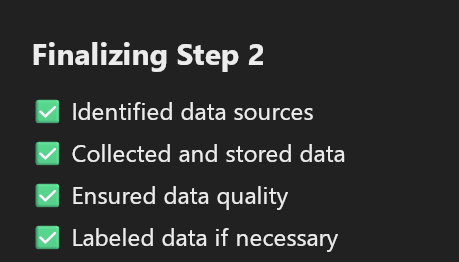 Finalizing Step 2
✅ Identified data sources
✅ Collected and stored data
✅ Ensured data quality
✅ Labeled data if necessary